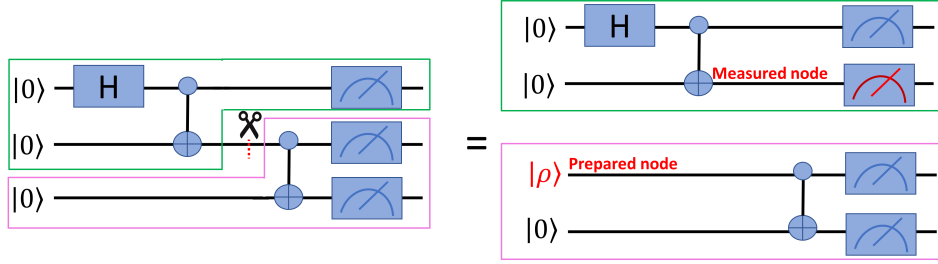 |0⟩ H
|0⟩
|0⟩
=
|0⟩ H
|0⟩ Measured node
|ρ⟩ Prepared node
|0⟩